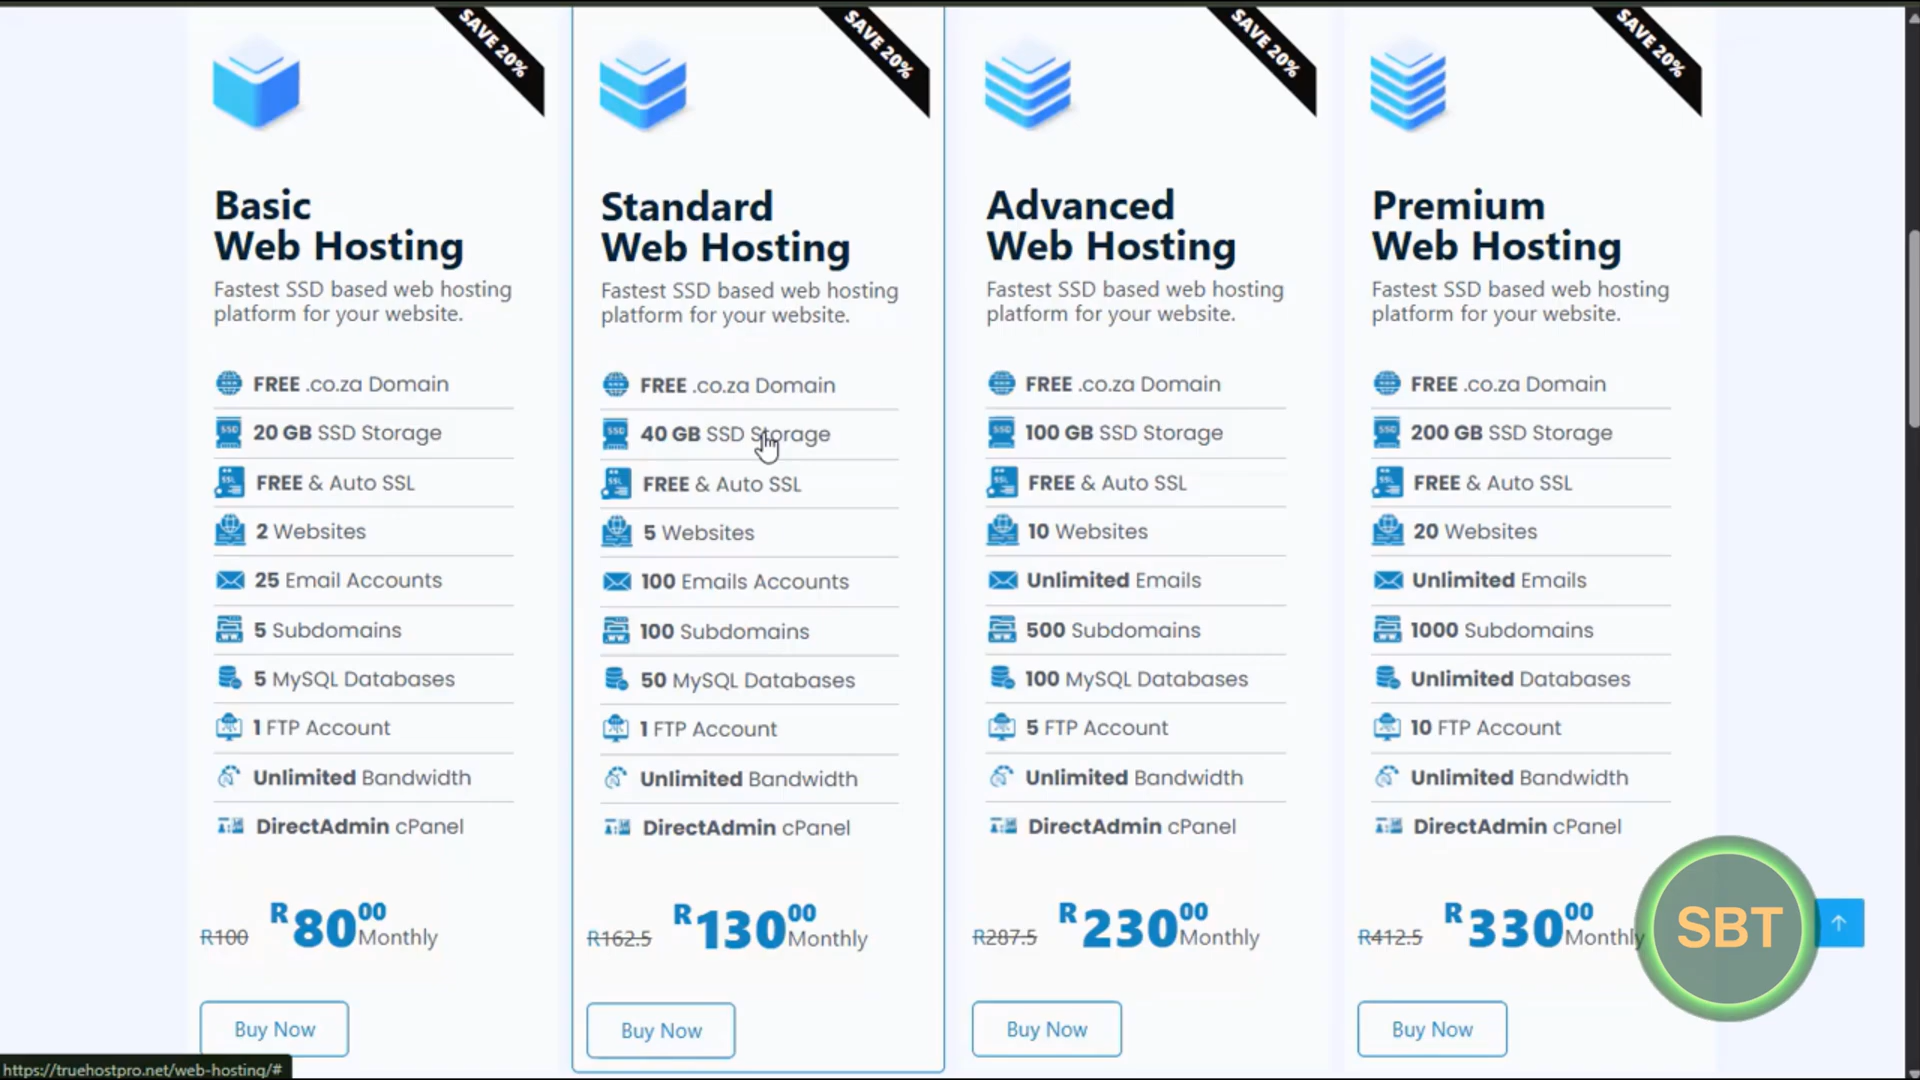 SAVE 20%
Basic
Web Hosting
Fastest SSD based web hosting
platform for your website.
FREE .co.za Domain
20 GB SSD Storage
FREE & Auto SSL
2 Websites
25 Email Accounts
5 Subdomains
5 MySQL Databases
1 FTP Account
Unlimited Bandwidth
DirectAdmin cPanel
R100 R80 00 Monthly
Buy Now
SAVE 20%
Standard
Web Hosting
Fastest SSD based web hosting
platform for your website.
FREE .co.za Domain
40 GB SSD Storage
FREE & Auto SSL
5 Websites
100 Emails Accounts
100 Subdomains
50 MySQL Databases
1 FTP Account
Unlimited Bandwidth
DirectAdmin cPanel
R162.5 R130 00 Monthly
Buy Now
SAVE 20%
Advanced
Web Hosting
Fastest SSD based web hosting
platform for your website.
FREE .co.za Domain
100 GB SSD Storage
FREE & Auto SSL
10 Websites
Unlimited Emails
500 Subdomains
100 MySQL Databases
5 FTP Account
Unlimited Bandwidth
DirectAdmin cPanel
R287.5 R230 00 Monthly
Buy Now
SAVE 20%
Premium
Web Hosting
Fastest SSD based web hosting
platform for your website.
FREE .co.za Domain
200 GB SSD Storage
FREE & Auto SSL
20 Websites
Unlimited Emails
1000 Subdomains
Unlimited Databases
10 FTP Account
Unlimited Bandwidth
DirectAdmin cPanel
R412.5 R330 00 Monthly
Buy Now
SBT
https://truehostpro.net/web-hosting/#